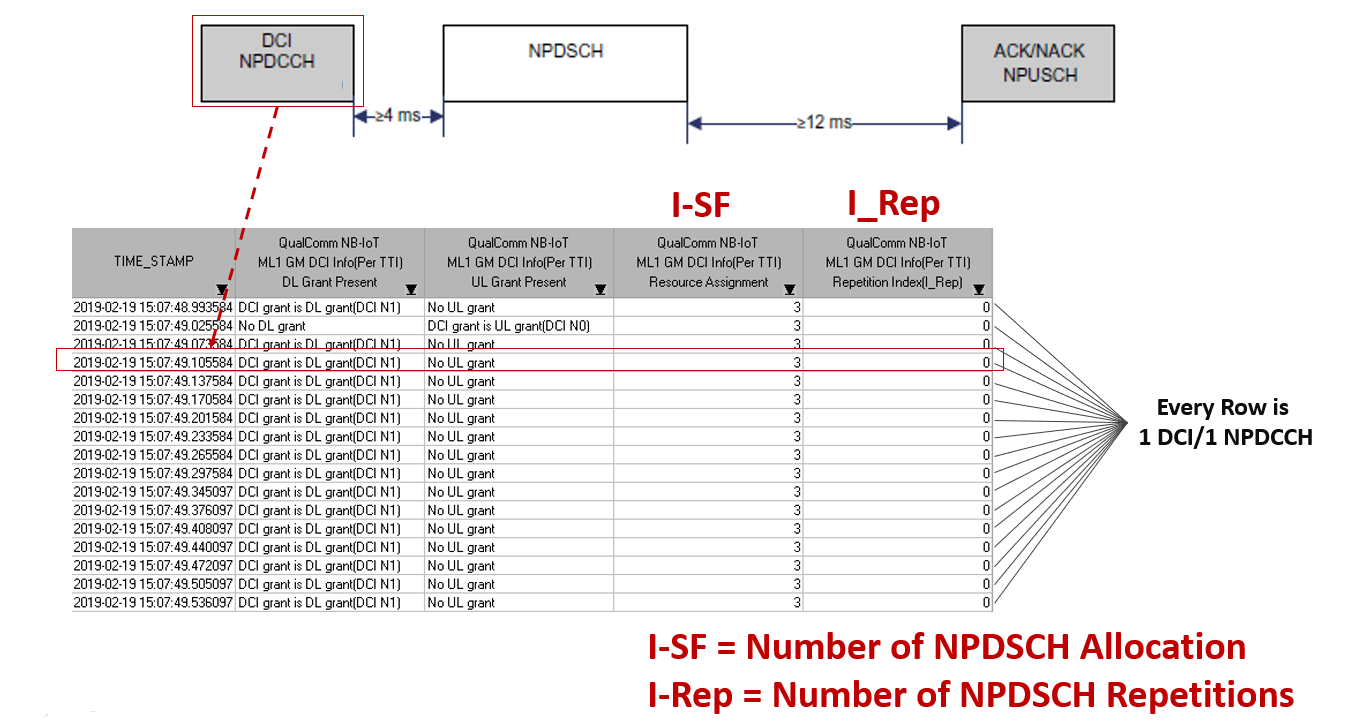 DCI
NPDCCH
NPDSCH
ACK/NACK
NPUSCH
≥4 ms
≥12 ms
I-SF
I_Rep
TIME_STAMP
QualComm NB-IoT
ML1 GM DCI Info(Per TTI)
DL Grant Present
QualComm NB-IoT
ML1 GM DCI Info(Per TTI)
UL Grant Present
QualComm NB-IoT
ML1 GM DCI Info(Per TTI)
Resource Assignment
QualComm NB-IoT
ML1 GM DCI Info(Per TTI)
Repetition Index(I_Rep)
2019-02-19 15:07:48.993584 DCI grant is DL grant(DCI N1) No UL grant 3 0
2019-02-19 15:07:49.025584 No DL grant DCI grant is UL grant(DCI N0) 3 0
2019-02-19 15:07:49.073584 DCI grant is DL grant(DCI N1) No UL grant 3 0
2019-02-19 15:07:49.105584 DCI grant is DL grant(DCI N1) No UL grant 3 0
2019-02-19 15:07:49.137584 DCI grant is DL grant(DCI N1) No UL grant 3 0
2019-02-19 15:07:49.170584 DCI grant is DL grant(DCI N1) No UL grant 3 0
2019-02-19 15:07:49.201584 DCI grant is DL grant(DCI N1) No UL grant 3 0
2019-02-19 15:07:49.233584 DCI grant is DL grant(DCI N1) No UL grant 3 0
2019-02-19 15:07:49.265584 DCI grant is DL grant(DCI N1) No UL grant 3 0
2019-02-19 15:07:49.297584 DCI grant is DL grant(DCI N1) No UL grant 3 0
2019-02-19 15:07:49.345097 DCI grant is DL grant(DCI N1) No UL grant 3 0
2019-02-19 15:07:49.376097 DCI grant is DL grant(DCI N1) No UL grant 3 0
2019-02-19 15:07:49.408097 DCI grant is DL grant(DCI N1) No UL grant 3 0
2019-02-19 15:07:49.440097 DCI grant is DL grant(DCI N1) No UL grant 3 0
2019-02-19 15:07:49.472097 DCI grant is DL grant(DCI N1) No UL grant 3 0
2019-02-19 15:07:49.505097 DCI grant is DL grant(DCI N1) No UL grant 3 0
2019-02-19 15:07:49.536097 DCI grant is DL grant(DCI N1) No UL grant 3 0
Every Row is
1 DCI/1 NPDCCH
I-SF = Number of NPDSCH Allocation
I-Rep = Number of NPDSCH Repetitions